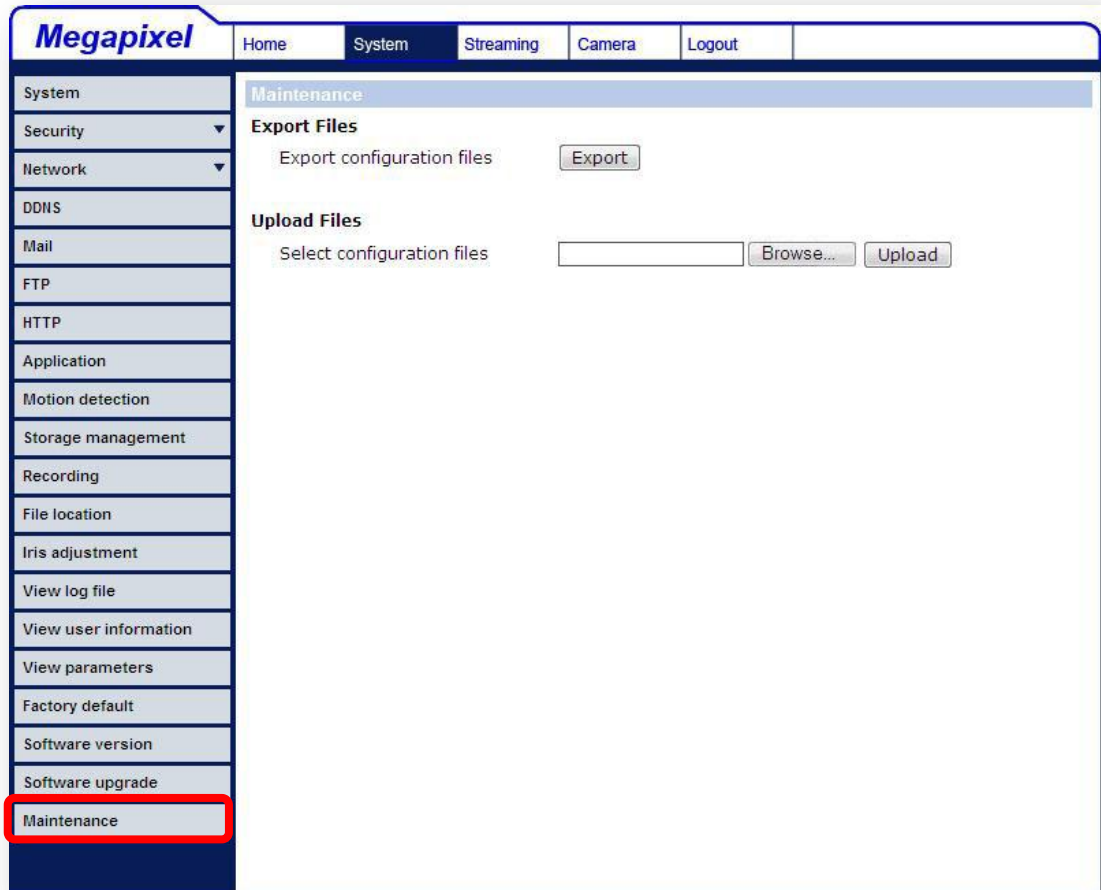 Megapixel
Home System Streaming Camera Logout
System
Security
Network
DDNS
Mail
FTP
HTTP
Application
Motion detection
Storage management
Recording
File location
Iris adjustment
View log file
View user information
View parameters
Factory default
Software version
Software upgrade
Maintenance
Maintenance
Export Files
Export configuration files Export
Upload Files
Select configuration files Browse... Upload